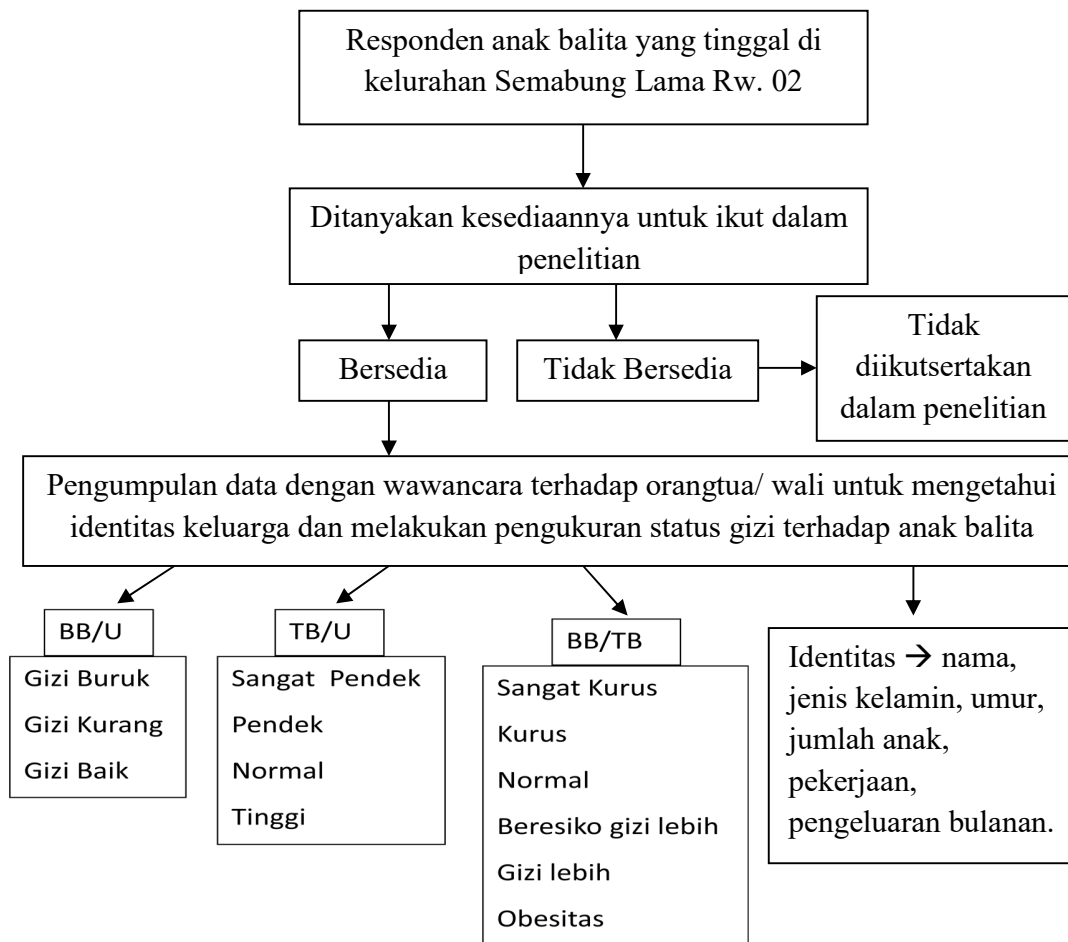 Responden anak balita yang tinggal di
kelurahan Semabung Lama Rw. 02
Ditanyakan kesediaannya untuk ikut dalam
penelitian
Bersedia
Tidak Bersedia
Tidak
diikutsertakan
dalam penelitian
Pengumpulan data dengan wawancara terhadap orangtua/ wali untuk mengetahui
identitas keluarga dan melakukan pengukuran status gizi terhadap anak balita
BB/U
Gizi Buruk
Gizi Kurang
Gizi Baik
TB/U
Sangat Pendek
Pendek
Normal
Tinggi
BB/TB
Sangat Kurus
Kurus
Normal
Beresiko gizi lebih
Gizi lebih
Obesitas
Identitas → nama,
jenis kelamin, umur,
jumlah anak,
pekerjaan,
pengeluaran bulanan.